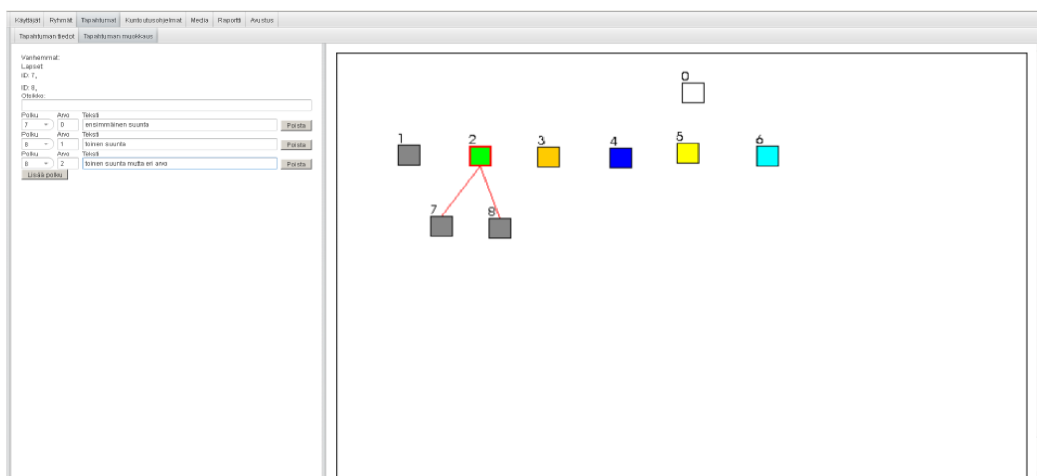 Käyttäjät Ryhmät Tapahtumat Kuntoutusohjelmat Media Raportti Avustus
Tapahtuman tiedot Tapahtuman muokkaus
Vanhemmat:
Lapset
ID: 7,
ID: 8,
Otsikko:
Polku Arvo Teksti
7 0 ensimmäinen suunta Poista
Polku Arvo Teksti
8 1 toinen suunta Poista
Polku Arvo Teksti
8 2 toinen suunta mutta eri arvo Poista
Lisää polku
0
1 2 3 4 5 6
7 8